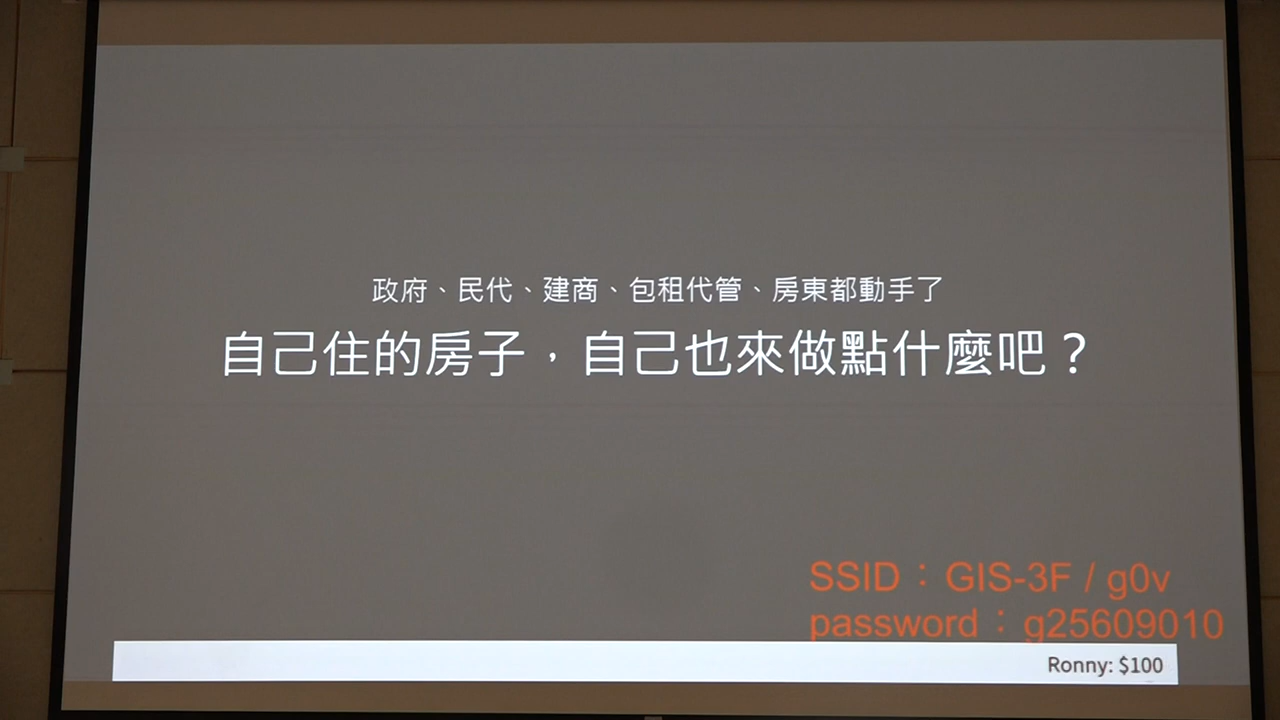 政府、民代、建商、包租代管、房東都動手了
自己住的房子，自己也來做點什麼吧？
SSID：GIS-3F / g0v
password：g25609010
Ronny: $100